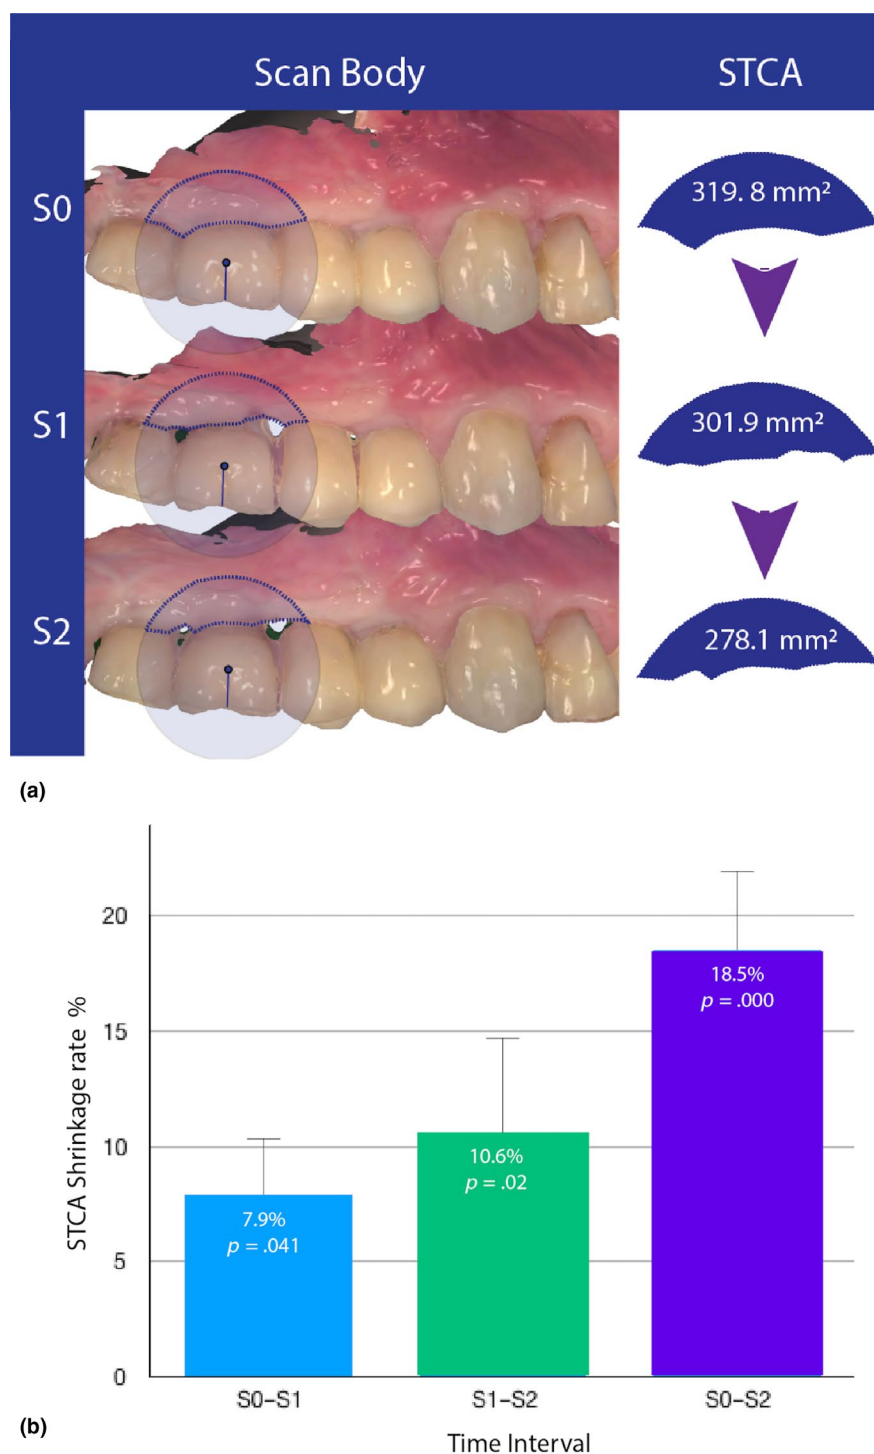 Scan Body STCA
S0
319. 8 mm²
S1
301.9 mm²
S2
278.1 mm²
(a)
STCA Shrinkage rate %
20
15
10
5
0
7.9%
p = .041
10.6%
p = .02
18.5%
p = .000
S0-S1 S1-S2 S0-S2
(b)
Time Interval